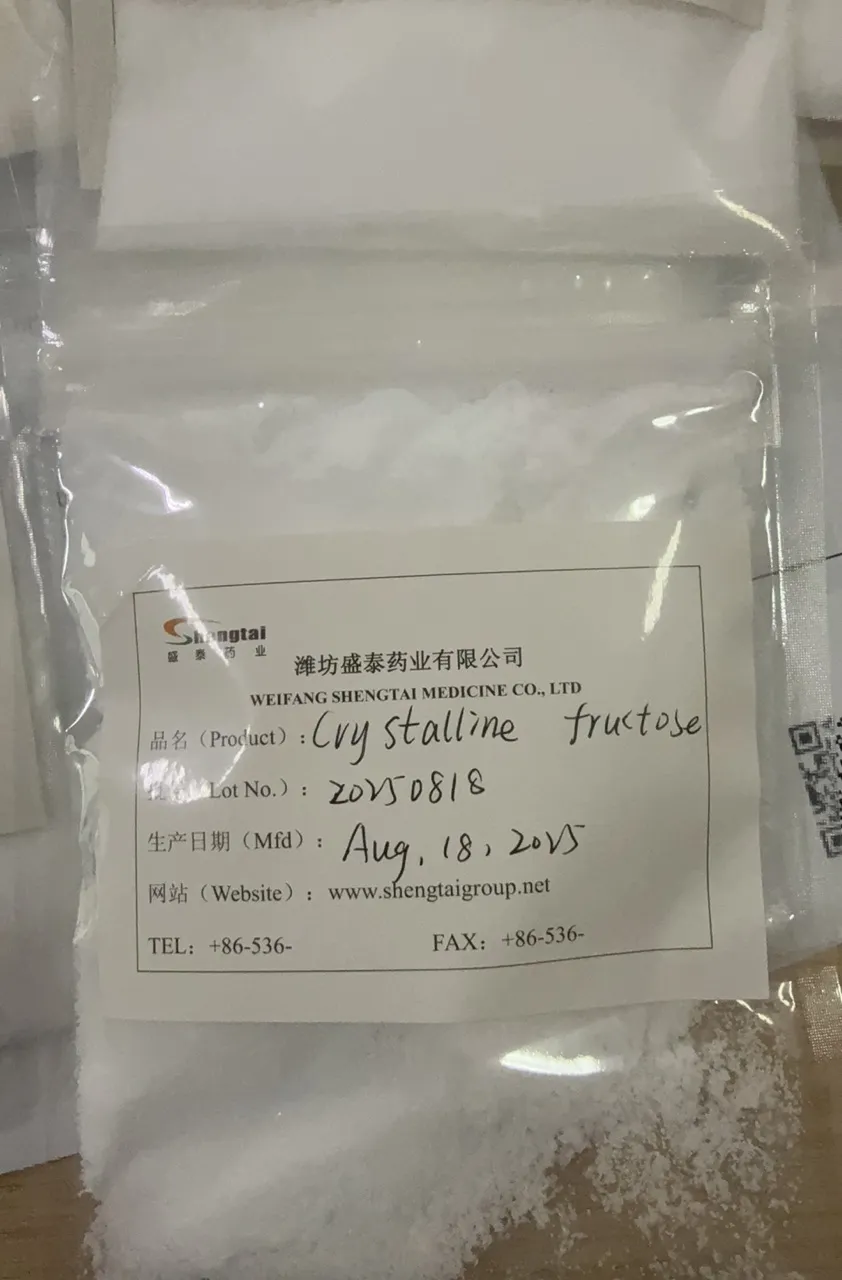 Shengtai
盛泰药业
潍坊盛泰药业有限公司
WEIFANG SHENGTAI MEDICINE CO., LTD
品名（Product）: Crystalline fructose
Lot No.）: 20250818
生产日期（Mfd）: Aug, 18, 2025
网站（Website）: www.shengtaigroup.net
TEL: +86-536- FAX: +86-536-